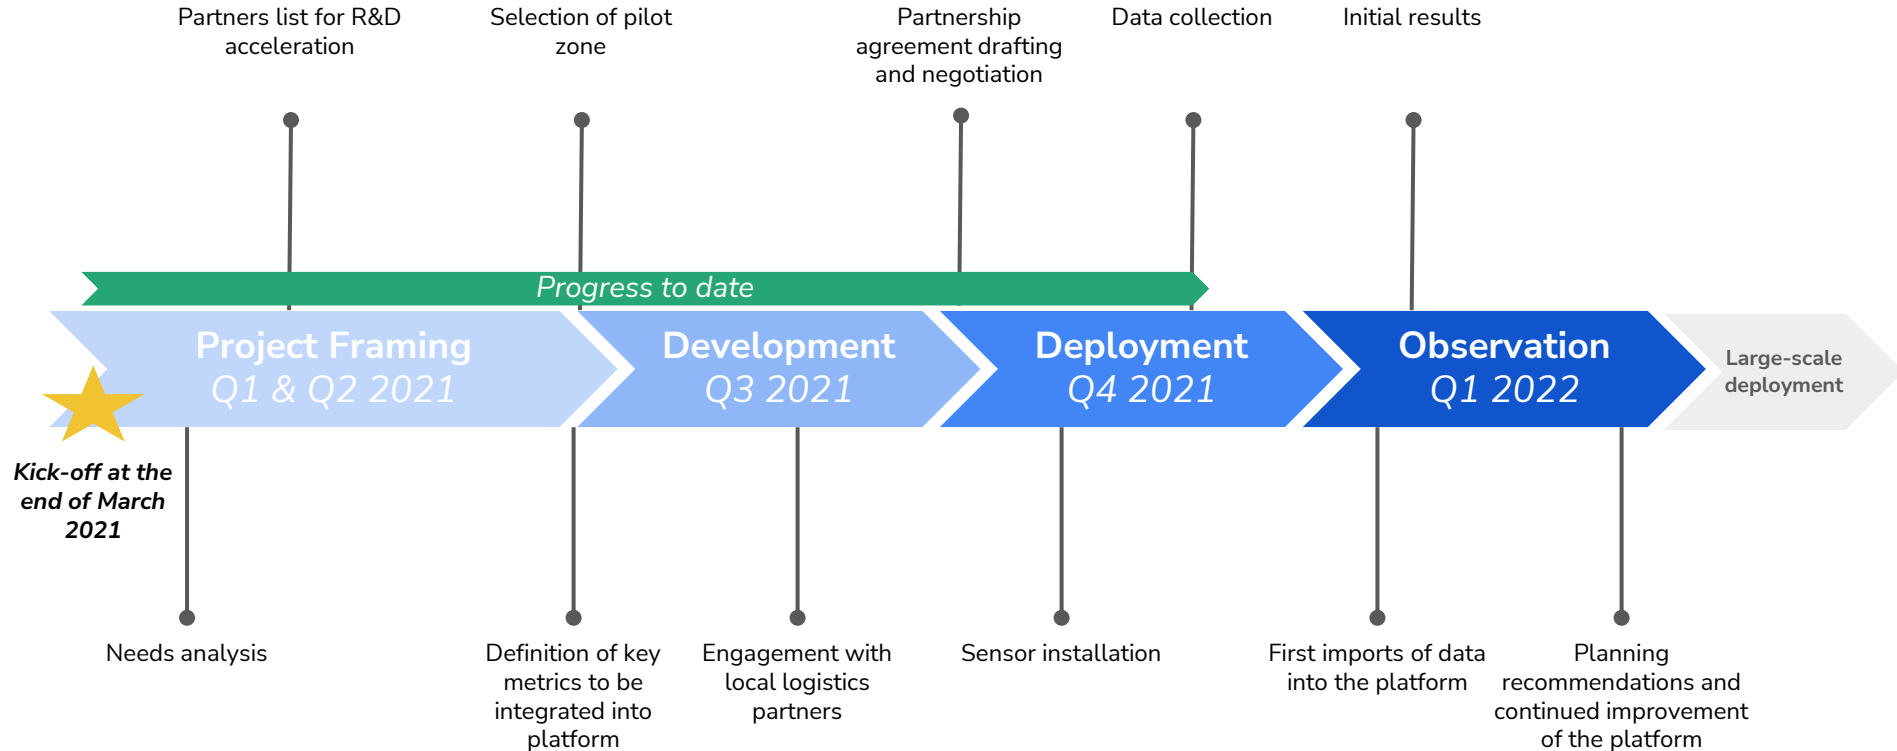 Partners list for R&D
acceleration
Selection of pilot
zone
Partnership
agreement drafting
and negotiation
Data collection
Initial results
Progress to date
Project Framing
Q1 & Q2 2021
Development
Q3 2021
Deployment
Q4 2021
Observation
Q1 2022
Large-scale
deployment
Kick-off at the
end of March
2021
Needs analysis
Definition of key
metrics to be
integrated into
platform
Engagement with
local logistics
partners
Sensor installation
First imports of data
into the platform
Planning
recommendations and
continued improvement
of the platform